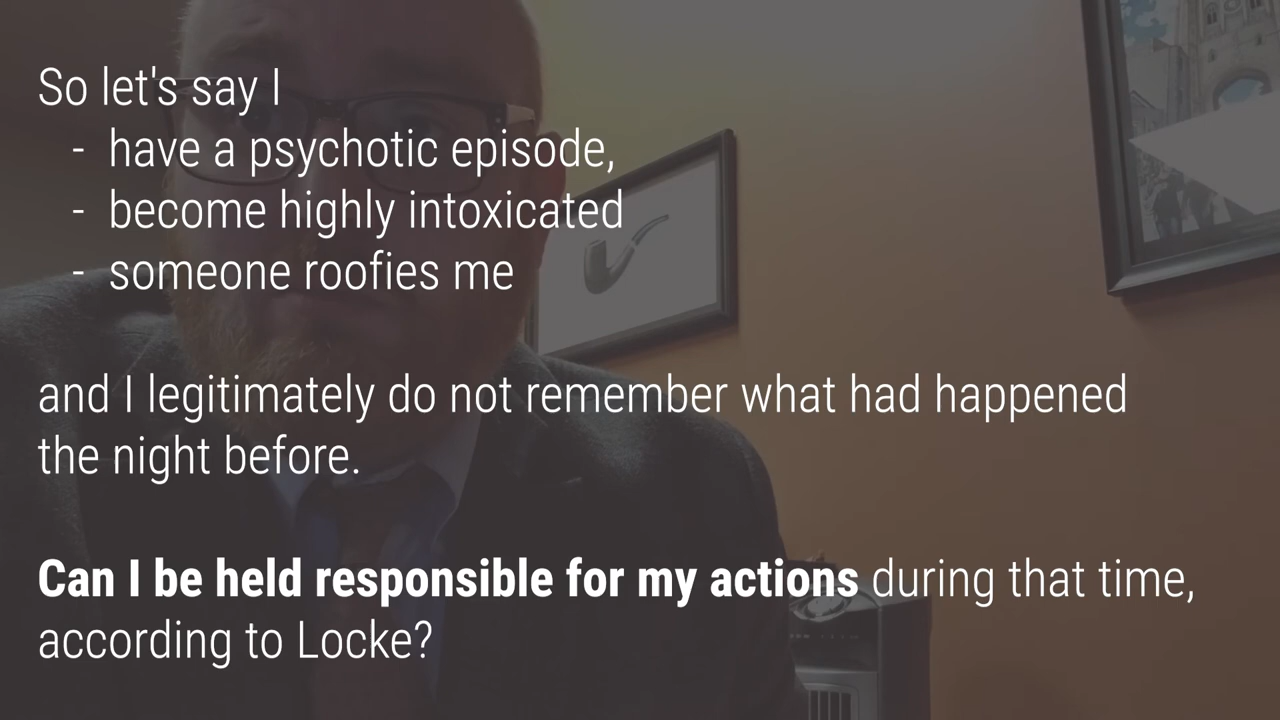 So let's say I
- have a psychotic episode,
- become highly intoxicated
- someone roofies me
and I legitimately do not remember what had happened
the night before.
Can I be held responsible for my actions during that time,
according to Locke?